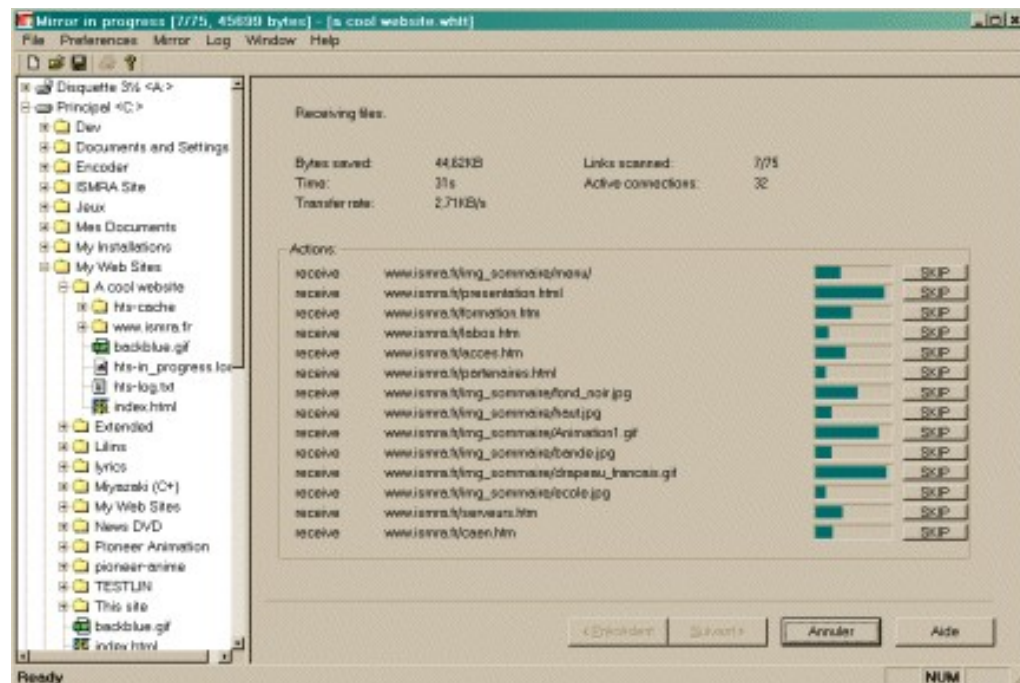 Mirror in progress [7/75, 45699 bytes] - [a cool website.whtt]
File Preferences Mirror Log Window Help
Disquette 3½ <A:>
Principal <C:>
Dev
Documents and Settings
Encoder
ISMRA Site
Jeux
Mes Documents
My Installations
My Web Sites
A cool website
hts-cache
www.ismra.fr
backblue.gif
hts-in_progress.loc
hts-log.txt
index.html
Extended
Lilins
lyrics
Miyazaki (C+)
My Web Sites
News DVD
Pioneer Animation
pioneer-anime
TESTLIN
This site
backblue.gif
index.html
Receiving files.
Bytes saved: 44,62KB Links scanned: 7/75
Time: 31s Active connections: 32
Transfer rate: 2,71KB/s
Actions:
receive www.ismra.fr/img_sommaire/menu/ SKIP
receive www.ismra.fr/presentation.html SKIP
receive www.ismra.fr/formation.htm SKIP
receive www.ismra.fr/labos.htm SKIP
receive www.ismra.fr/acces.htm SKIP
receive www.ismra.fr/partenaires.html SKIP
receive www.ismra.fr/img_sommaire/fond_noir.jpg SKIP
receive www.ismra.fr/img_sommaire/haut.jpg SKIP
receive www.ismra.fr/img_sommaire/Animation1.gif SKIP
receive www.ismra.fr/img_sommaire/bande.jpg SKIP
receive www.ismra.fr/img_sommaire/drapeau_francais.gif SKIP
receive www.ismra.fr/img_sommaire/ecole.jpg SKIP
receive www.ismra.fr/serveurs.htm SKIP
receive www.ismra.fr/caen.htm SKIP
< Précédent Suivant > Annuler Aide
Ready NUM